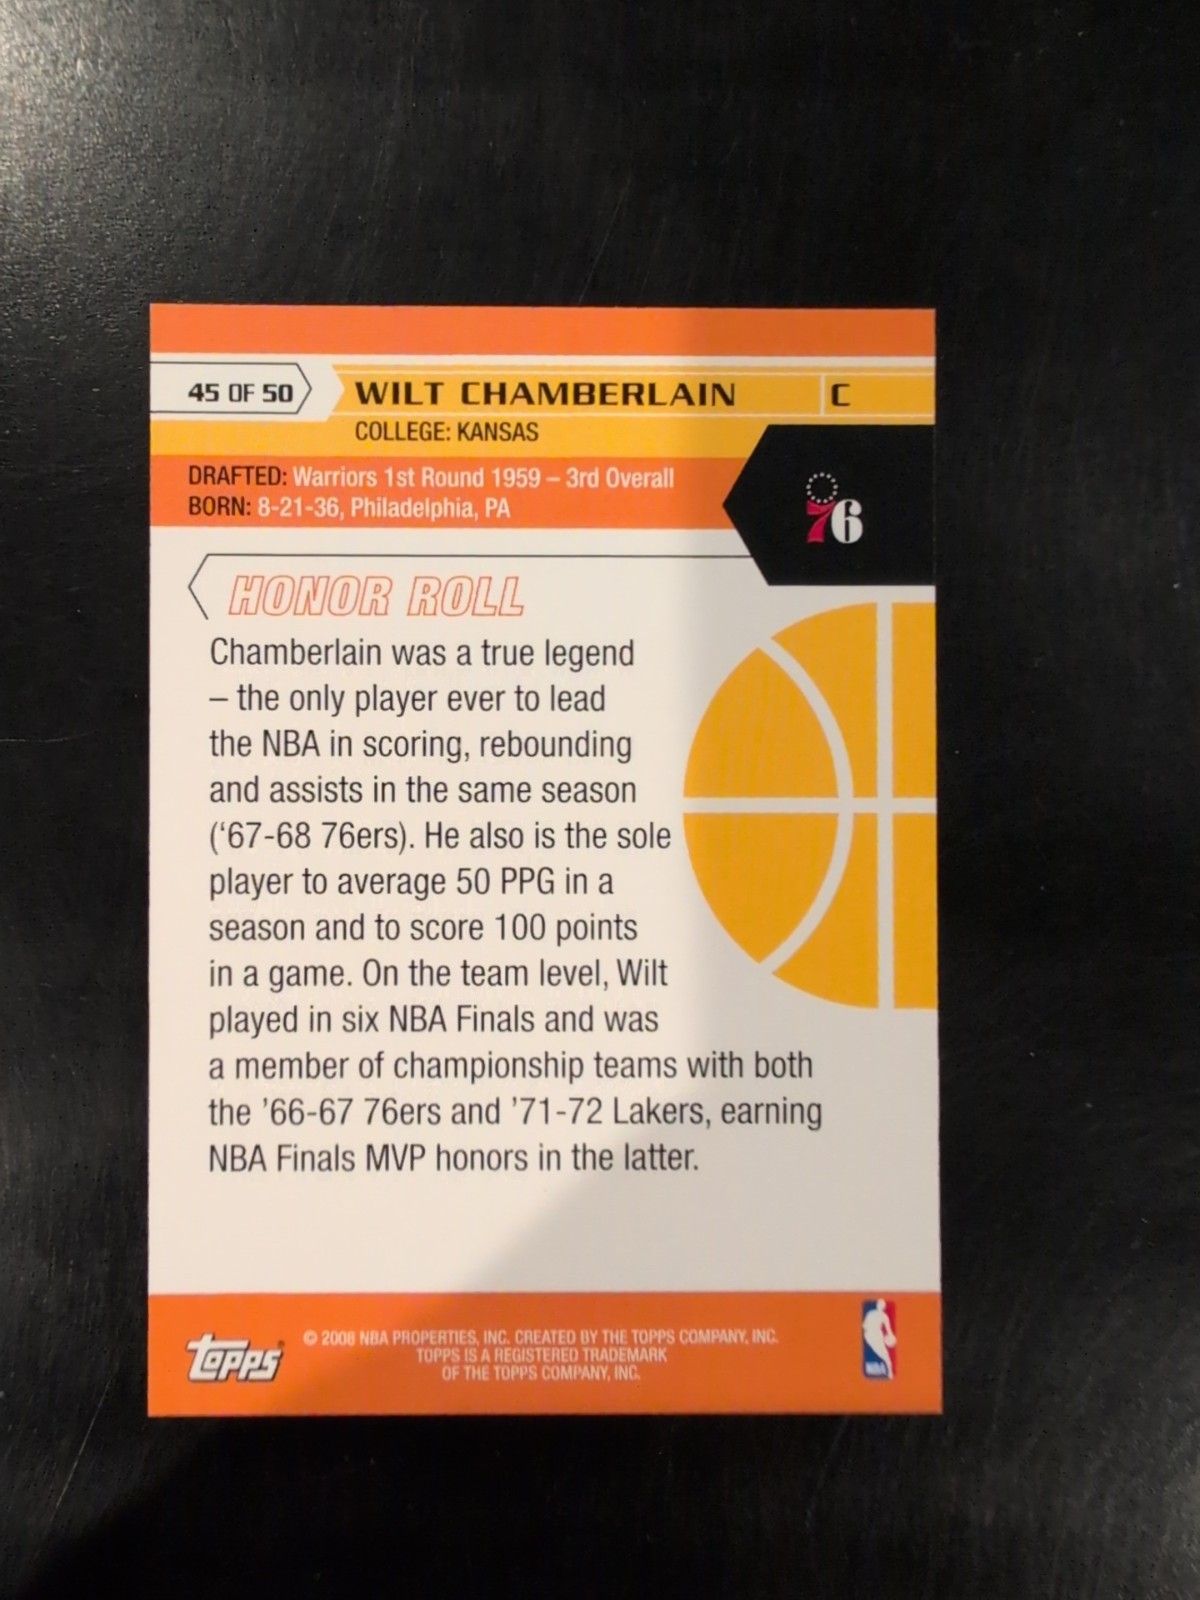 45 OF 50
WILT CHAMBERLAIN
C
COLLEGE: KANSAS
DRAFTED: Warriors 1st Round 1959 – 3rd Overall
BORN: 8-21-36, Philadelphia, PA
76
HONOR ROLL
Chamberlain was a true legend
– the only player ever to lead
the NBA in scoring, rebounding
and assists in the same season
(‘67-68 76ers). He also is the sole
player to average 50 PPG in a
season and to score 100 points
in a game. On the team level, Wilt
played in six NBA Finals and was
a member of championship teams with both
the ’66-67 76ers and ’71-72 Lakers, earning
NBA Finals MVP honors in the latter.
topps
© 2008 NBA PROPERTIES, INC. CREATED BY THE TOPPS COMPANY, INC.
TOPPS IS A REGISTERED TRADEMARK
OF THE TOPPS COMPANY, INC.
NBA